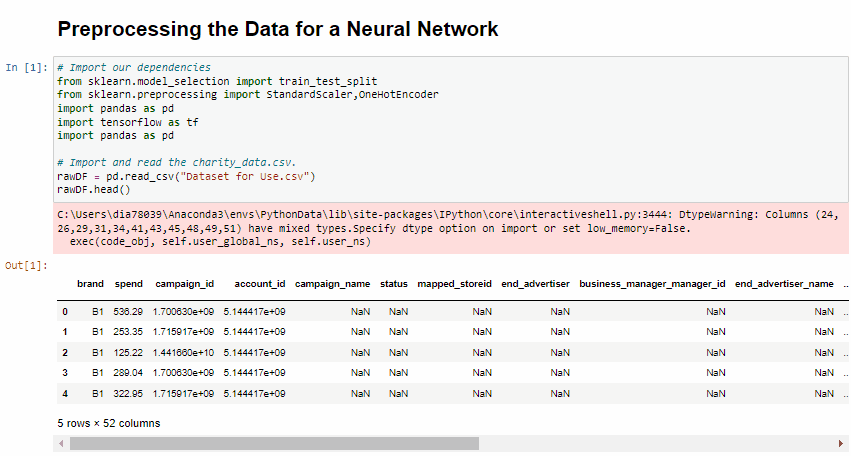 Preprocessing the Data for a Neural Network
In [1]:
# Import our dependencies
from sklearn.model_selection import train_test_split
from sklearn.preprocessing import StandardScaler,OneHotEncoder
import pandas as pd
import tensorflow as tf
import pandas as pd
# Import and read the charity_data.csv.
rawDF = pd.read_csv("Dataset for Use.csv")
rawDF.head()
C:\Users\dia78039\Anaconda3\envs\PythonData\lib\site-packages\IPython\core\interactiveshell.py:3444: DtypeWarning: Columns (24,
26,29,31,34,41,43,45,48,49,51) have mixed types.Specify dtype option on import or set low_memory=False.
exec(code_obj, self.user_global_ns, self.user_ns)
Out[1]:
brand spend campaign_id account_id campaign_name status mapped_storeid end_advertiser business_manager_manager_id end_advertiser_name ..
0 B1 536.29 1.700630e+09 5.144417e+09 NaN NaN NaN NaN NaN NaN ..
1 B1 253.35 1.715917e+09 5.144417e+09 NaN NaN NaN NaN NaN NaN ..
2 B1 125.22 1.441660e+10 5.144417e+09 NaN NaN NaN NaN NaN NaN ..
3 B1 289.04 1.700630e+09 5.144417e+09 NaN NaN NaN NaN NaN NaN ..
4 B1 322.95 1.715917e+09 5.144417e+09 NaN NaN NaN NaN NaN NaN ..
5 rows × 52 columns